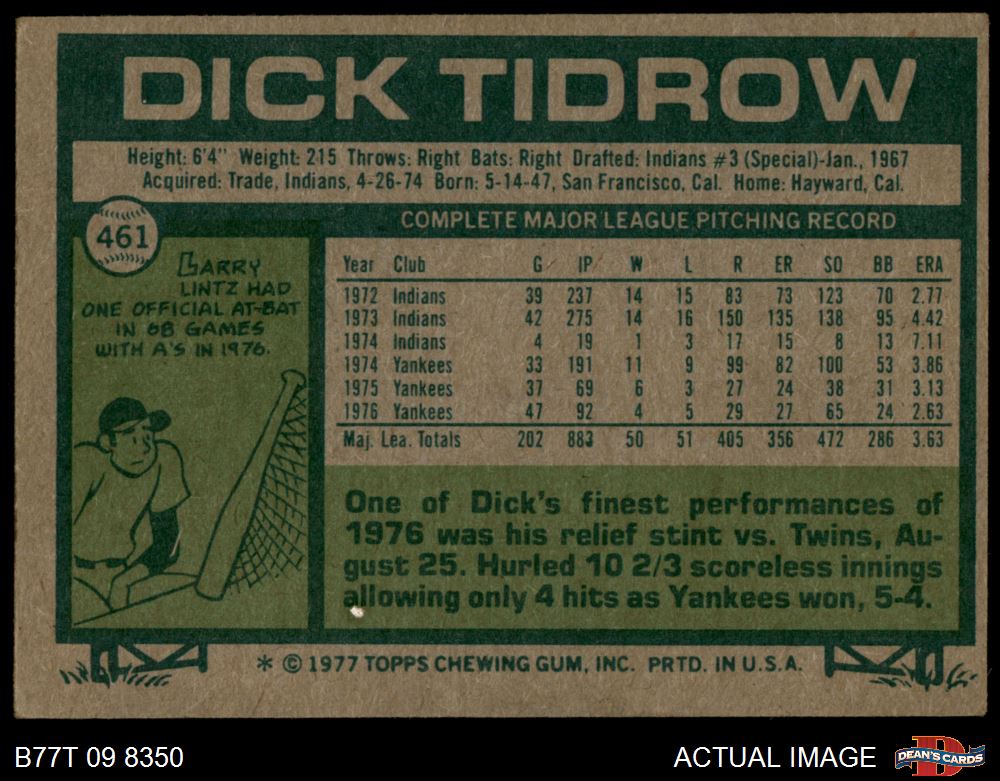 DICK TIDROW
Height: 6'4" Weight: 215 Throws: Right Bats: Right Drafted: Indians #3 (Special)-Jan., 1967
Acquired: Trade, Indians, 4-26-74 Born: 5-14-47, San Francisco, Cal. Home: Hayward, Cal.
461
LARRY
LINTZ HAD
ONE OFFICIAL AT-BAT
IN 68 GAMES
WITH A'S IN 1976.
COMPLETE MAJOR LEAGUE PITCHING RECORD
Year Club G IP W L R ER SO BB ERA
1972 Indians 39 237 14 15 83 73 123 70 2.77
1973 Indians 42 275 14 16 150 135 138 95 4.42
1974 Indians 4 19 1 3 17 15 8 13 7.11
1974 Yankees 33 191 11 9 99 82 100 53 3.86
1975 Yankees 37 69 6 3 27 24 38 31 3.13
1976 Yankees 47 92 4 5 29 27 65 24 2.63
Maj. Lea. Totals 202 883 50 51 405 356 472 286 3.63
One of Dick's finest performances of
1976 was his relief stint vs. Twins, Au-
gust 25. Hurled 10 2/3 scoreless innings
allowing only 4 hits as Yankees won, 5-4.
* © 1977 TOPPS CHEWING GUM, INC. PRTD. IN U.S.A.
B77T 09 8350
ACTUAL IMAGE
D
DEAN'S CARDS